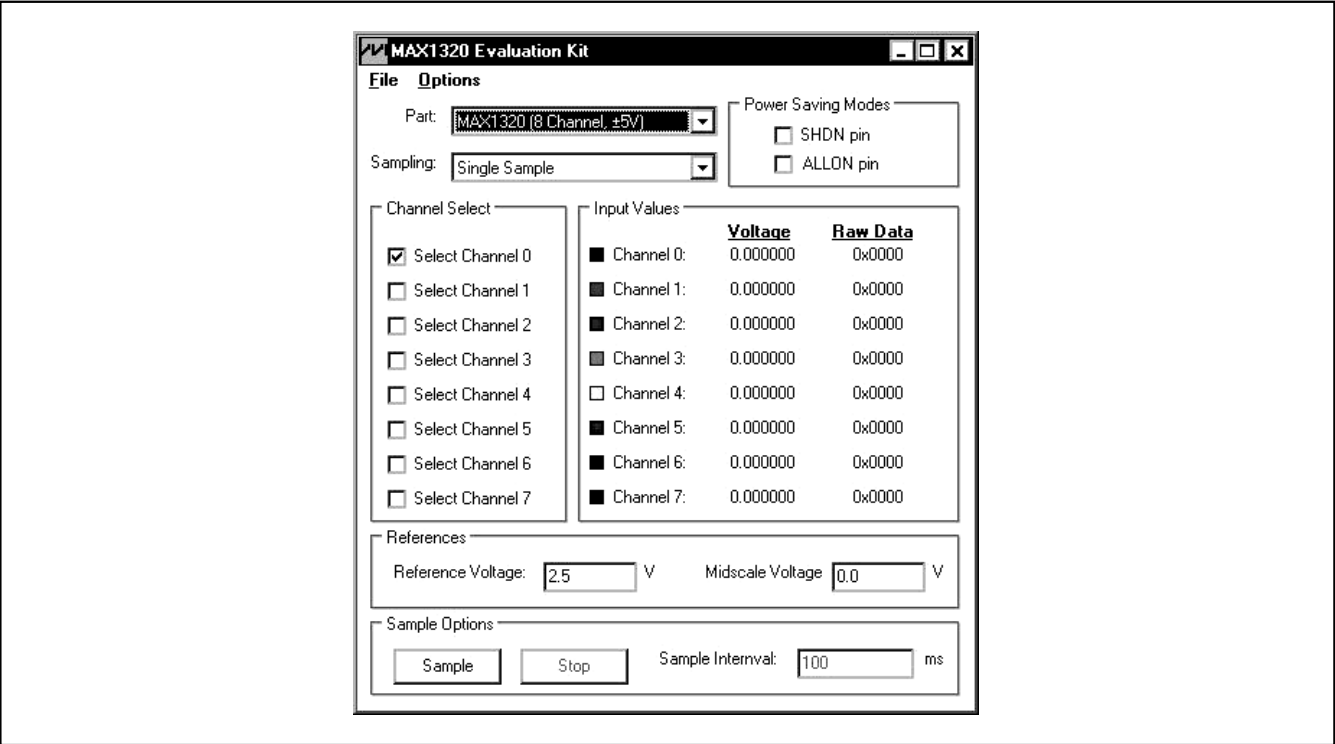 MAX1320 Evaluation Kit
File Options
Part: MAX1320 (8 Channel, ±5V)
Sampling: Single Sample
Power Saving Modes
SHDN pin
ALLON pin
Channel Select
Select Channel 0
Select Channel 1
Select Channel 2
Select Channel 3
Select Channel 4
Select Channel 5
Select Channel 6
Select Channel 7
Input Values
Voltage Raw Data
Channel 0: 0.000000 0x0000
Channel 1: 0.000000 0x0000
Channel 2: 0.000000 0x0000
Channel 3: 0.000000 0x0000
Channel 4: 0.000000 0x0000
Channel 5: 0.000000 0x0000
Channel 6: 0.000000 0x0000
Channel 7: 0.000000 0x0000
References
Reference Voltage: 2.5 V Midscale Voltage 0.0 V
Sample Options
Sample Stop Sample Internval: 100 ms